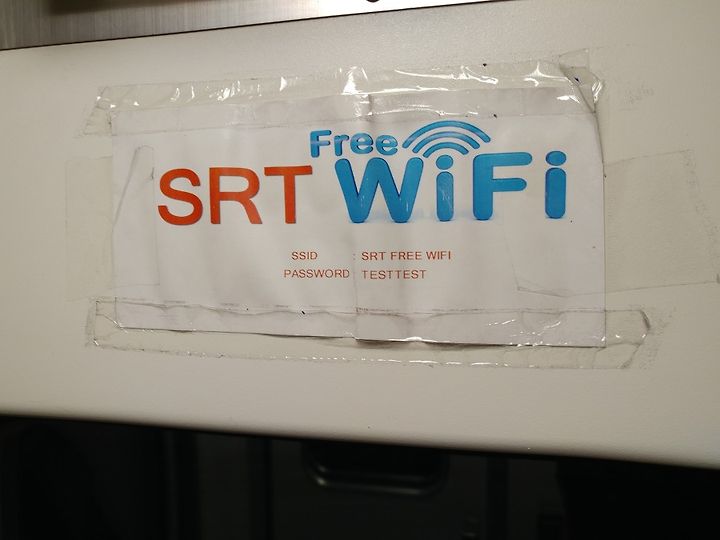 Free
SRT WiFi
SSID : SRT FREE WIFI
PASSWORD : TESTTEST